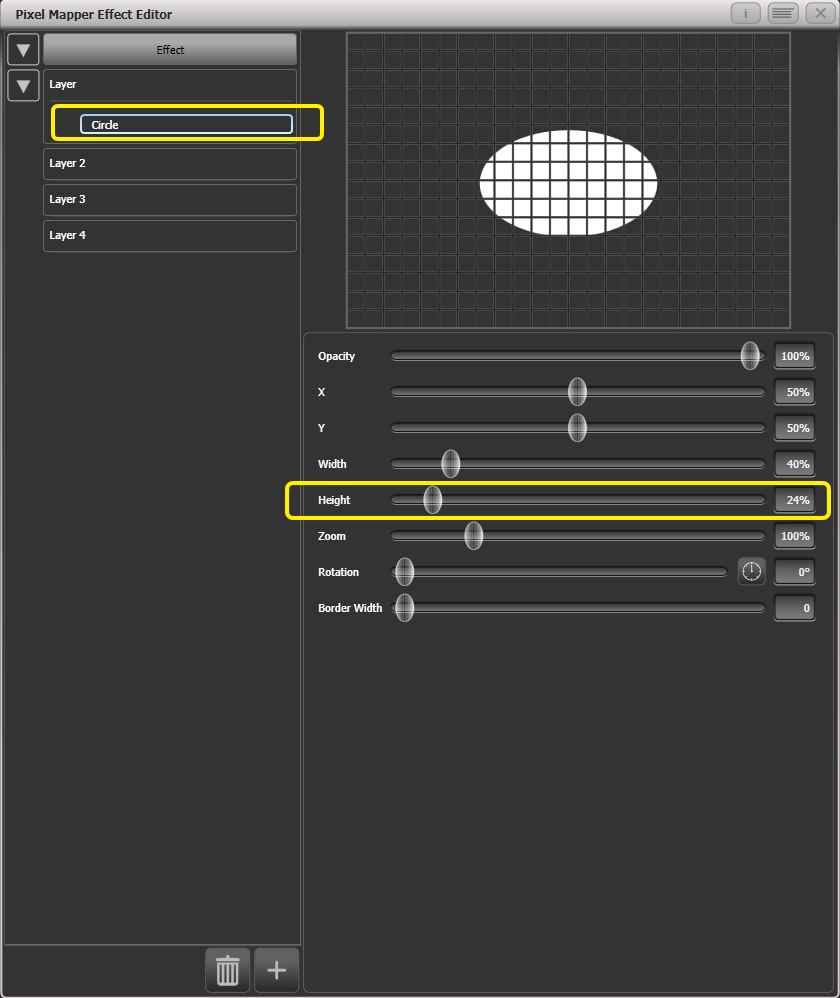 Pixel Mapper Effect Editor
i
Effect
Layer
Circle
Layer 2
Layer 3
Layer 4
Opacity 100%
X 50%
Y 50%
Width 40%
Height 24%
Zoom 100%
Rotation 0°
Border Width 0